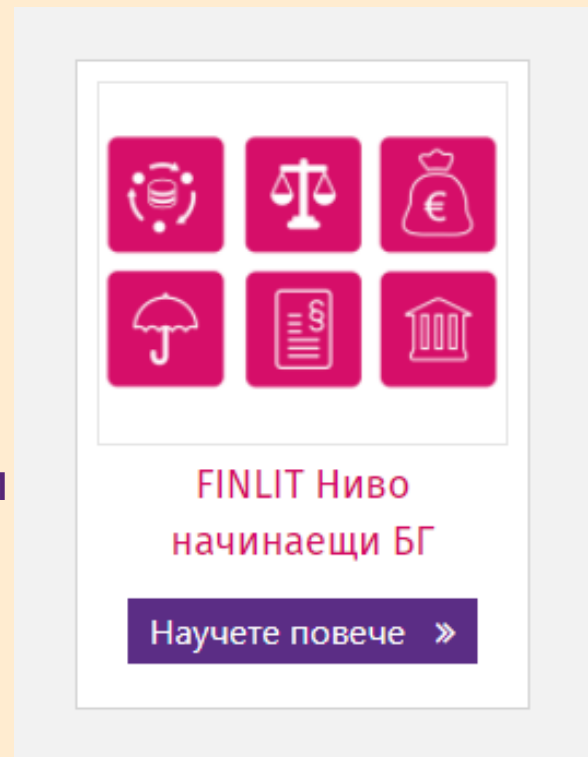 €
§
FINLIT Ниво
начинаещи БГ
Научете повече »